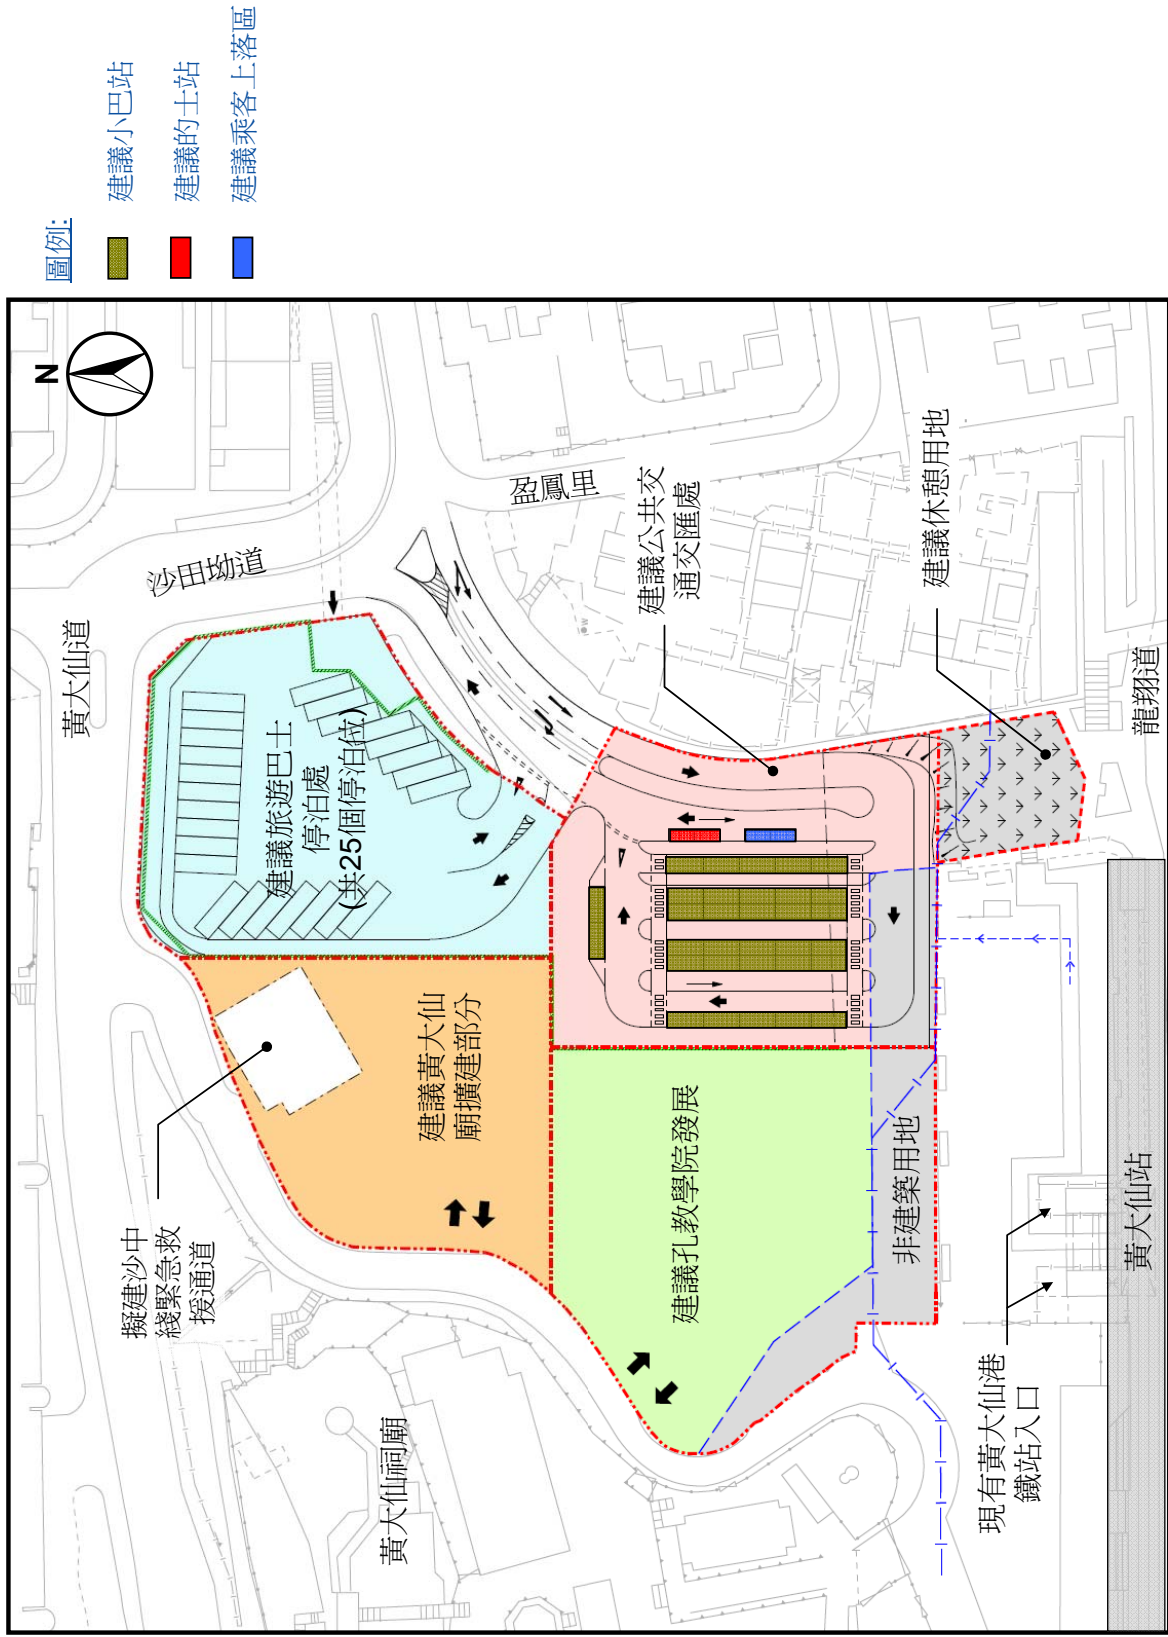 圖例:
建議小巴站
建議的士站
建議乘客上落區
N
黃大仙道
沙田坳道
盈鳳里
建議旅遊巴士
停泊處
(共25個停泊位)
建議公共交
通交匯處
建議休憩用地
龍翔道
擬建沙中
綫緊急救
援通道
建議黃大仙
廟擴建部分
建議孔教學院發展
非建築用地
黃大仙祠廟
現有黃大仙港
鐵站入口
黃大仙站